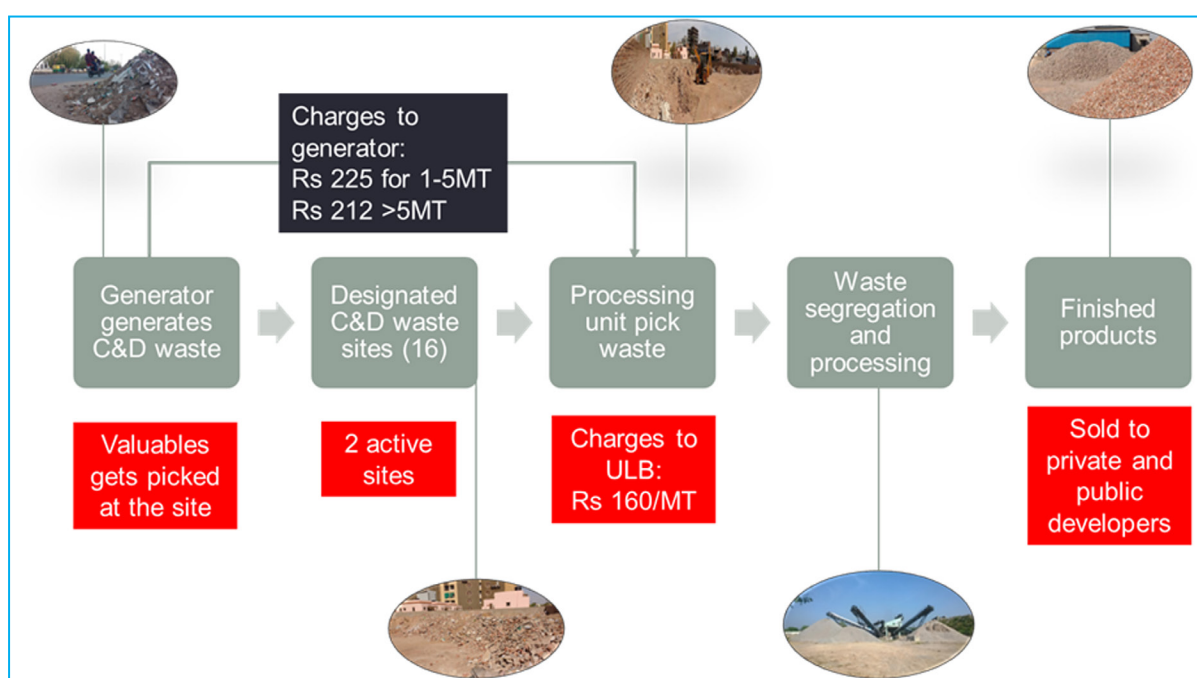 Charges to
generator:
Rs 225 for 1-5MT
Rs 212 >5MT
Generator
generates
C&D waste
Designated
C&D waste
sites (16)
Processing
unit pick
waste
Waste
segregation
and
processing
Finished
products
Valuables
gets picked
at the site
2 active
sites
Charges to
ULB:
Rs 160/MT
Sold to
private and
public
developers